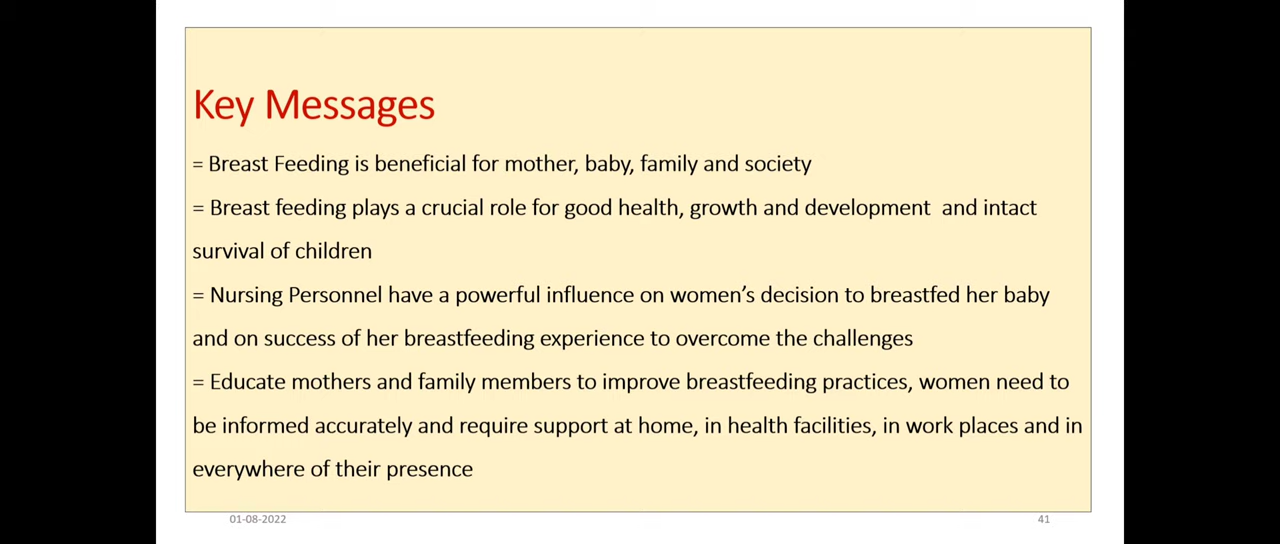 Key Messages
= Breast Feeding is beneficial for mother, baby, family and society
= Breast feeding plays a crucial role for good health, growth and development  and intact
survival of children
= Nursing Personnel have a powerful influence on women’s decision to breastfed her baby
and on success of her breastfeeding experience to overcome the challenges
= Educate mothers and family members to improve breastfeeding practices, women need to
be informed accurately and require support at home, in health facilities, in work places and in
everywhere of their presence
01-08-2022
41